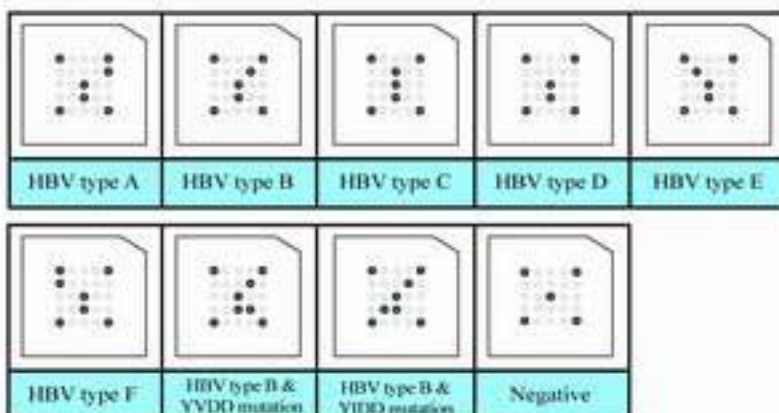 HBV type A
HBV type B
HBV type C
HBV type D
HBV type E
HBV type F
HBV type B &
YVDD mutation
HBV type B &
YIDD mutation
Negative